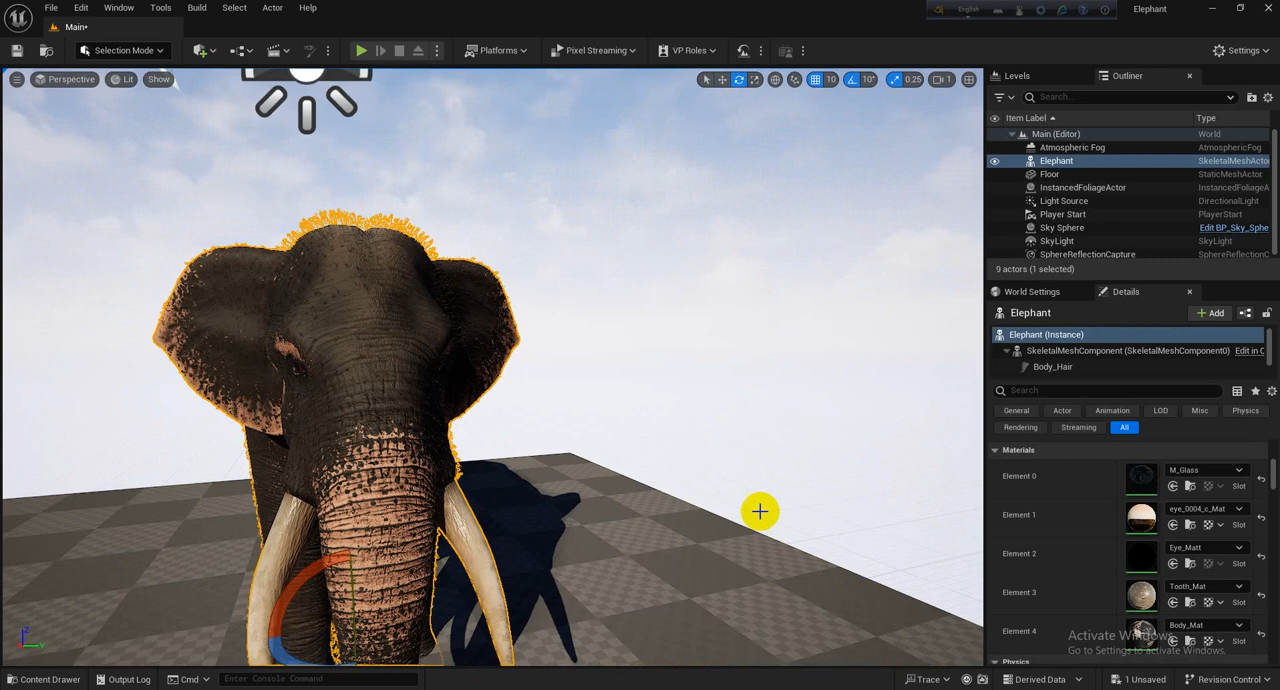 File Edit Window Tools Build Select Actor Help
English
Elephant
Main*
Selection Mode
Platforms
Pixel Streaming
VP Roles
Settings
Perspective Lit Show
10 10° 0.25 1
Levels Outliner
Search...
Item Label Type
Main (Editor) World
Atmospheric Fog AtmosphericFog
Elephant SkeletalMeshActo
Floor StaticMeshActor
InstancedFoliageActor InstancedFoliageA
Light Source DirectionalLight
Player Start PlayerStart
Sky Sphere Edit BP_Sky_Sphe
SkyLight SkyLight
SphereReflectionCapture SphereReflectionC
9 actors (1 selected)
World Settings Details
Elephant Add
Elephant (Instance)
SkeletalMeshComponent (SkeletalMeshComponent0) Edit in C
Body_Hair
Search
General Actor Animation LOD Misc Physics
Rendering Streaming All
Materials
Element 0 M_Glass
Slot
Element 1 eye_0004_c_Mat
Slot
Element 2 Eye_Matt
Slot
Element 3 Tooth_Mat
Slot
Element 4 Body_Mat
Slot
Activate Windows
Go to Settings to activate Windows.
Physics
Z
Y
Content Drawer Output Log Cmd Enter Console Command Trace Derived Data 1 Unsaved Revision Control